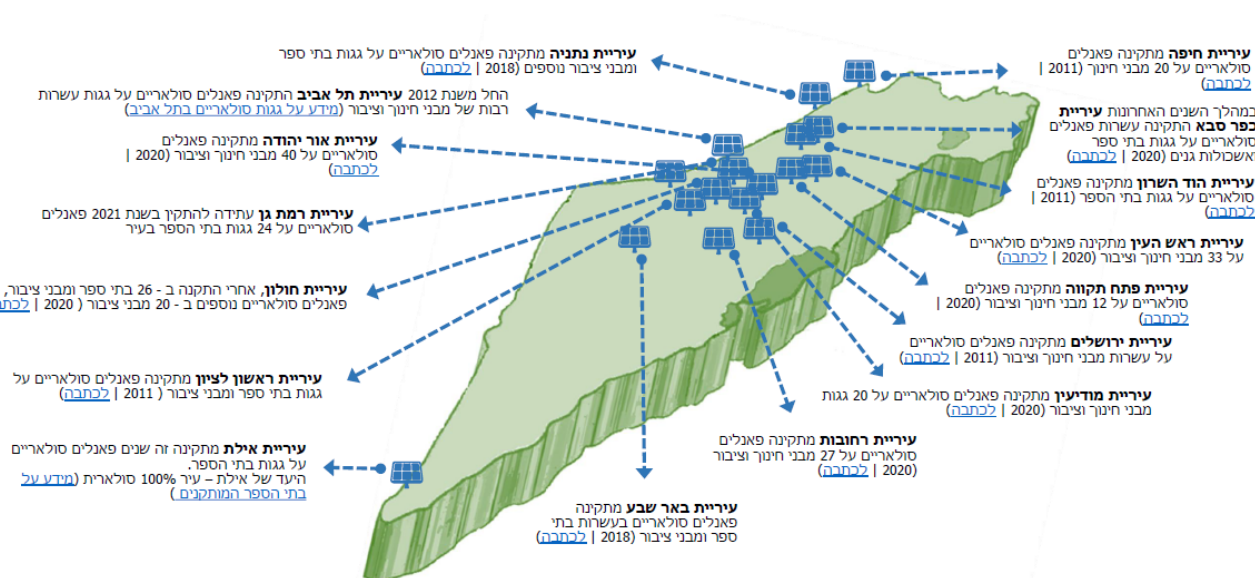 עיריית חיפה מתקינה פאנלים
סולאריים על 20 מבני חינוך (2011 |
לכתבה)
במהלך השנים האחרונות עיריית
כפר סבא התקינה עשרות פאנלים
סולאריים על גגות בתי ספר
אשכולות גנים (2020 | לכתבה)
עיריית הוד השרון מתקינה פאנלים
סולאריים על גגות בתי הספר (2011 |
לכתבה)
עיריית ראש העין מתקינה פאנלים סולאריים
על 33 מבני חינוך וציבור (2020 | לכתבה)
עיריית פתח תקווה מתקינה פאנלים
סולאריים על 12 מבני חינוך וציבור (2020 |
לכתבה)
עיריית ירושלים מתקינה פאנלים סולאריים
על עשרות מבני חינוך וציבור (2011 | לכתבה)
עיריית מודיעין מתקינה פאנלים סולאריים על 20 גגות
מבני חינוך וציבור (2020 | לכתבה)
עיריית רחובות מתקינה פאנלים
סולאריים על 27 מבני חינוך וציבור
(2020 | לכתבה)
עיריית באר שבע מתקינה
פאנלים סולאריים בעשרות בתי
ספר ומבני ציבור (2018 | לכתבה)
עיריית נתניה מתקינה פאנלים סולאריים על גגות בתי ספר
ומבני ציבור נוספים (2018 | לכתבה)
החל משנת 2012 עיריית תל אביב התקינה פאנלים סולאריים על גגות עשרות
רבות של מבני חינוך וציבור (מידע על גגות סולאריים בתל אביב)
עיריית אור יהודה מתקינה פאנלים
סולאריים על 40 מבני חינוך וציבור (2020 |
לכתבה)
עיריית רמת גן עתידה להתקין בשנת 2021 פאנלים
סולאריים על 24 גגות בתי הספר בעיר
עיריית חולון, אחרי התקנה ב - 26 בתי ספר ומבני ציבור,
פאנלים סולאריים נוספים ב - 20 מבני ציבור ( 2020 |
עיריית ראשון לציון מתקינה פאנלים סולאריים על
גגות בתי ספר ומבני ציבור ( 2011 | לכתבה)
עיריית אילת מתקינה זה שנים פאנלים סולאריים
על גגות בתי הספר.
היעד של אילת – עיר 100% סולארית (מידע על
בתי הספר המותקנים )